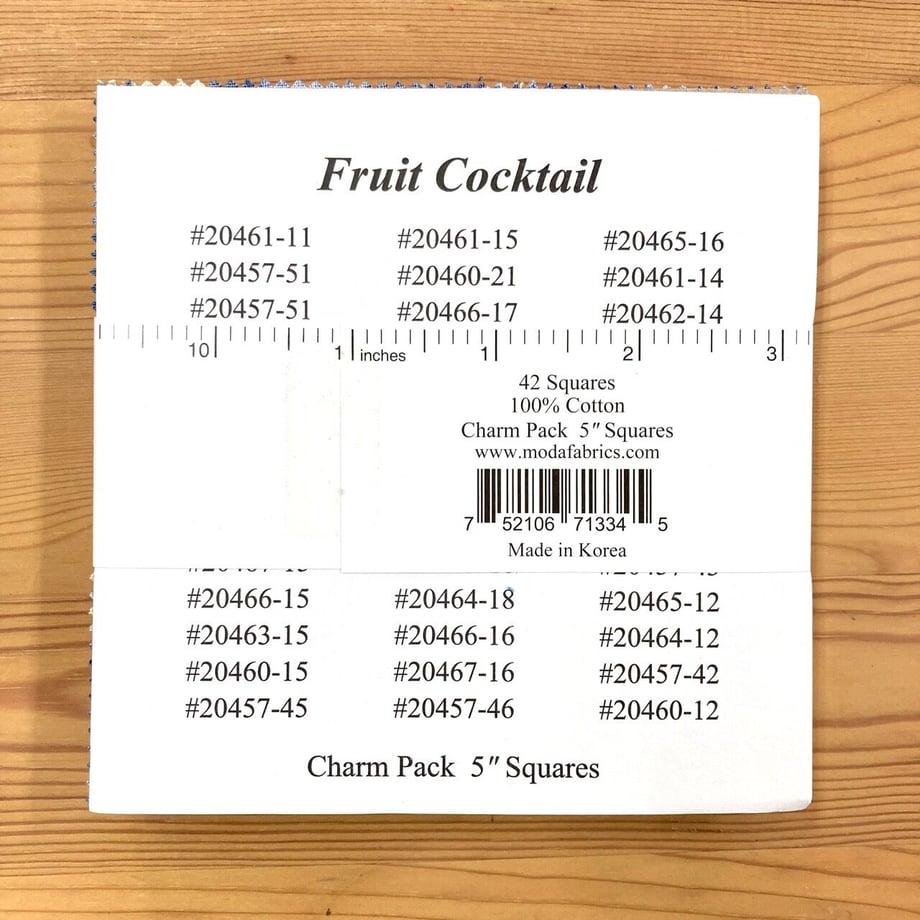 Fruit Cocktail
#20461-11 #20461-15 #20465-16
#20457-51 #20460-21 #20461-14
#20457-51 #20466-17 #20462-14
10 1 inches 1 2 3
42 Squares
100% Cotton
Charm Pack 5" Squares
www.modafabrics.com
7 52106 71334 5
Made in Korea
#20466-15 #20464-18 #20465-12
#20463-15 #20466-16 #20464-12
#20460-15 #20467-16 #20457-42
#20457-45 #20457-46 #20460-12
Charm Pack 5" Squares